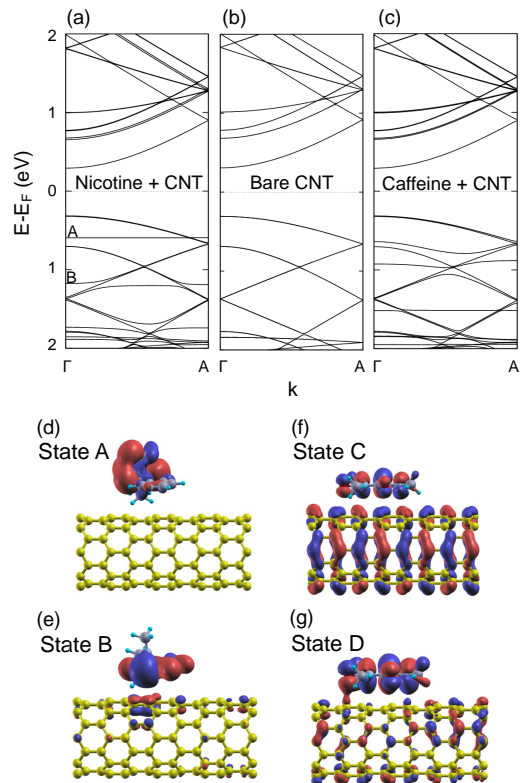 (a) (b) (c)
2
1
0
1
2
E-E_F (eV)
Nicotine + CNT Bare CNT Caffeine + CNT
A
B
Γ A Γ A Γ A
k
(d) (f)
State A State C
(e) (g)
State B State D